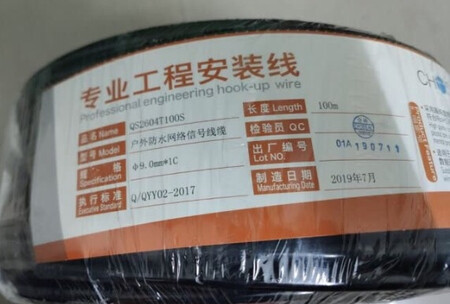 专业工程安装线
Professional engineering hook-up wire
品名 Name QS2604T100S
型号 Model 户外防水网络信号线缆
规格 Specification Φ9.0mm*1C
执行标准 Executive Standard Q/QYY02-2017
长度 Length 100m
检验员 QC
出厂编号 Lot NO. 01A 190711
制造日期 Manufacturing Date 2019年7月